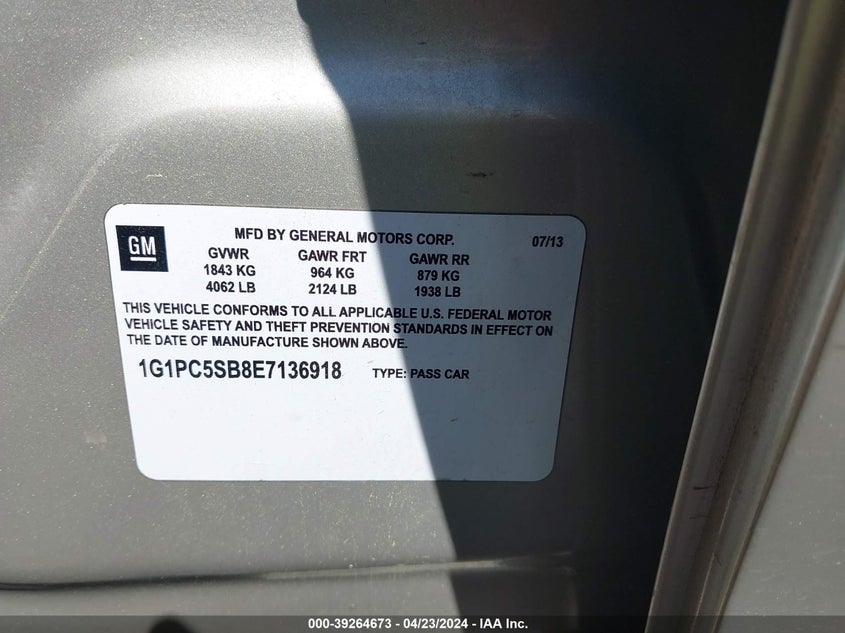 GM
MFD BY GENERAL MOTORS CORP. 07/13
GVWR GAWR FRT GAWR RR
1843 KG 964 KG 879 KG
4062 LB 2124 LB 1938 LB
THIS VEHICLE CONFORMS TO ALL APPLICABLE U.S. FEDERAL MOTOR
VEHICLE SAFETY AND THEFT PREVENTION STANDARDS IN EFFECT ON
THE DATE OF MANUFACTURE SHOWN ABOVE.
1G1PC5SB8E7136918 TYPE: PASS CAR
000-39264673 - 04/23/2024 - IAA Inc.